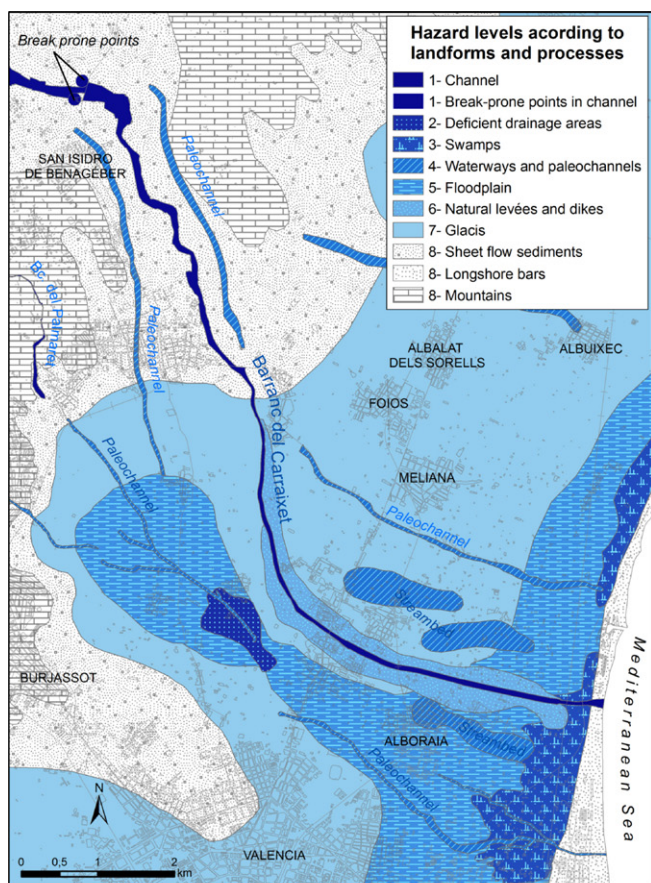 Break prone points
Hazard levels acording to
landforms and processes
1- Channel
1- Break-prone points in channel
2- Deficient drainage areas
3- Swamps
4- Waterways and paleochannels
5- Floodplain
6- Natural levées and dikes
7- Glacis
8- Sheet flow sediments
8- Longshore bars
8- Mountains
SAN ISIDRO
DE BENAGÉBER
Paleochannel
Bc. del Palmaret
Paleochannel
Barranc del Carraixet
ALBALAT
DELS SORELLS
ALBUIXEC
FOIOS
MELIANA
Paleochannel
Paleochannel
Streambed
BURJASSOT
ALBORAIA
Streambed
Paleochannel
Mediterranean Sea
N
0 0,5 1 2
km
VALENCIA